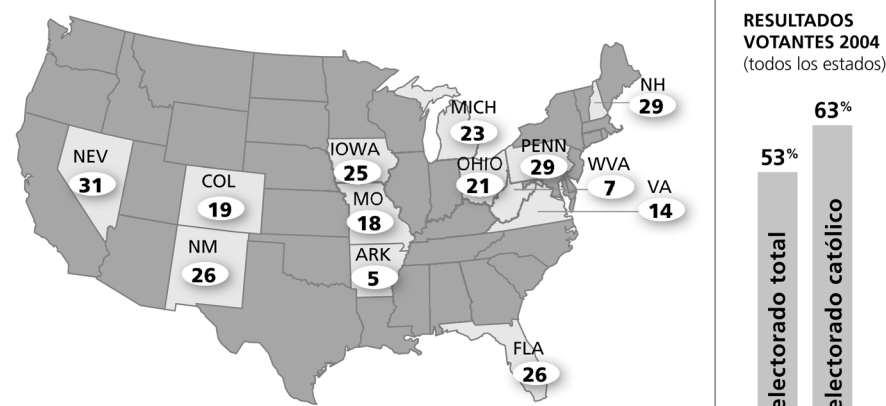 NEV
31
COL
19
NM
26
IOWA
25
MO
18
ARK
5
MICH
23
OHIO
21
PENN
29
NH
29
WVA
7
VA
14
FLA
26
RESULTADOS
VOTANTES 2004
(todos los estados)
53%
electorado total
63%
electorado católico